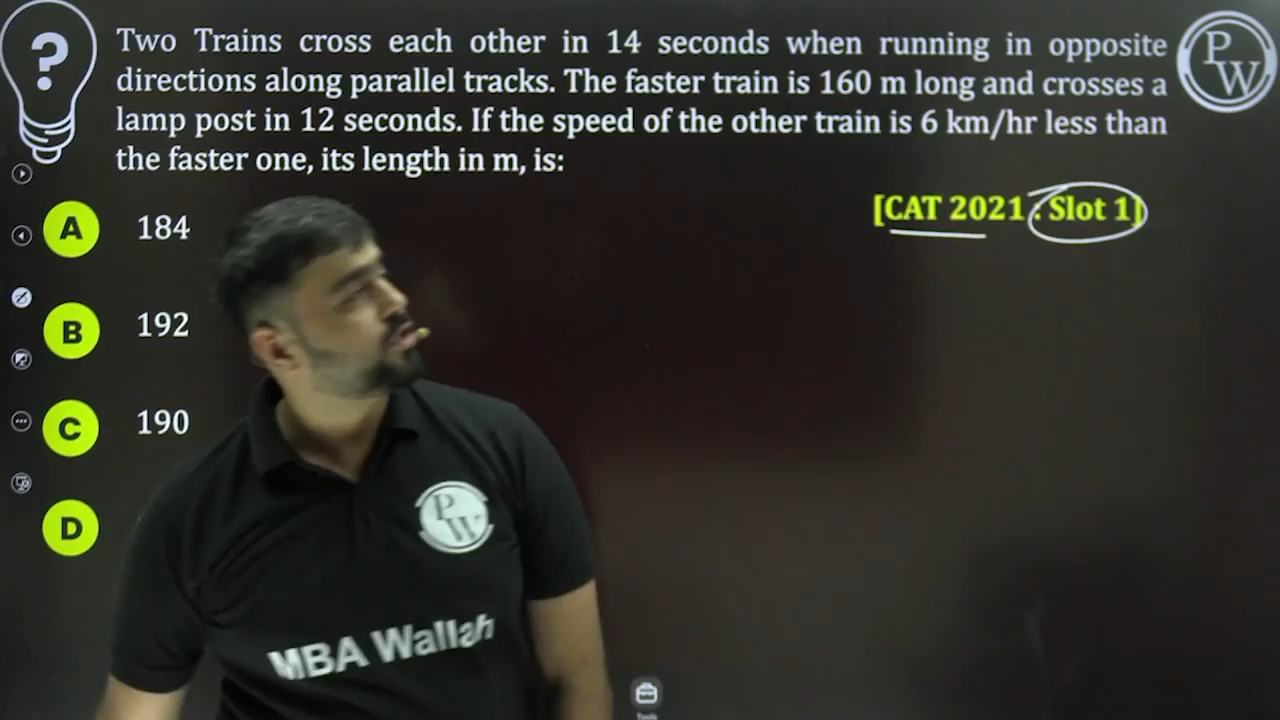 ?
Two Trains cross each other in 14 seconds when running in opposite
directions along parallel tracks. The faster train is 160 m long and crosses a
lamp post in 12 seconds. If the speed of the other train is 6 km/hr less than
the faster one, its length in m, is:
PW
[CAT 2021 : Slot 1]
A 184
B 192
C 190
D
PW
MBA Wallah
Tools